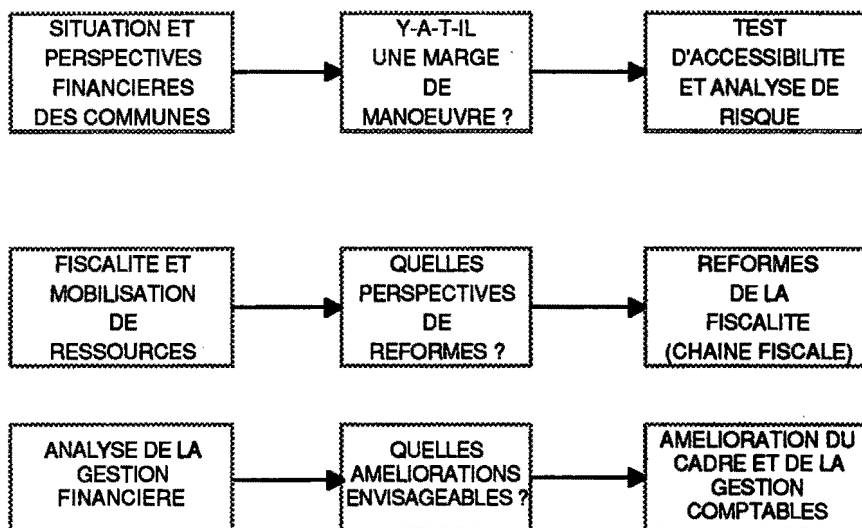 SITUATION ET
PERSPECTIVES
FINANCIERES
DES COMMUNES
Y-A-T-IL
UNE MARGE
DE
MANOEUVRE ?
TEST
D'ACCESSIBILITE
ET ANALYSE DE
RISQUE
FISCALITE ET
MOBILISATION
DE
RESSOURCES
QUELLES
PERSPECTIVES
DE
REFORMES ?
REFORMES
DE LA
FISCALITE
(CHAINE FISCALE)
ANALYSE DE LA
GESTION
FINANCIERE
QUELLES
AMELIORATIONS
ENVISAGEABLES ?
AMELIORATION DU
CADRE ET DE LA
GESTION
COMPTABLES